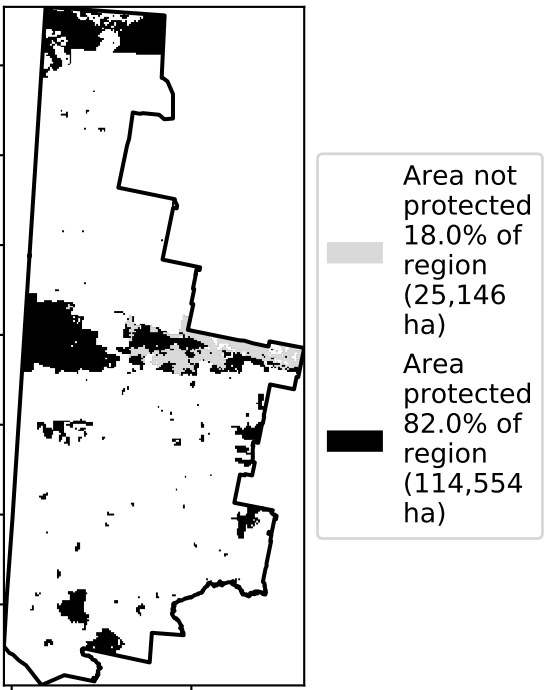 Area not
protected
18.0% of
region
(25,146
ha)
Area
protected
82.0% of
region
(114,554
ha)